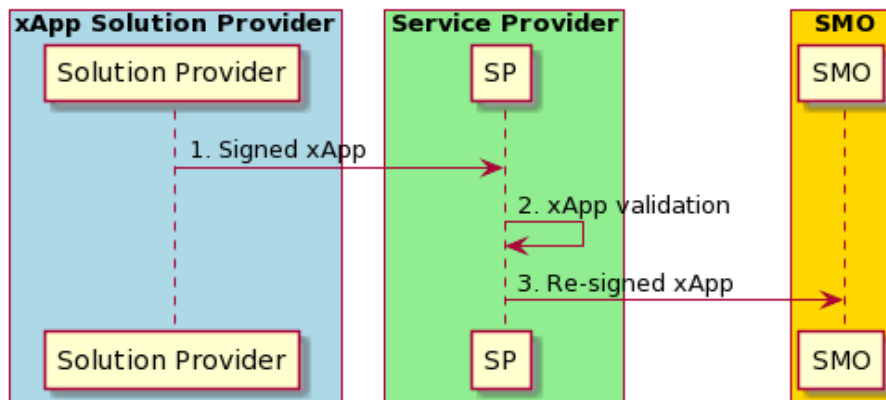 xApp Solution Provider
Service Provider
SMO
Solution Provider
SP
SMO
1. Signed xApp
2. xApp validation
3. Re-signed xApp
Solution Provider
SP
SMO